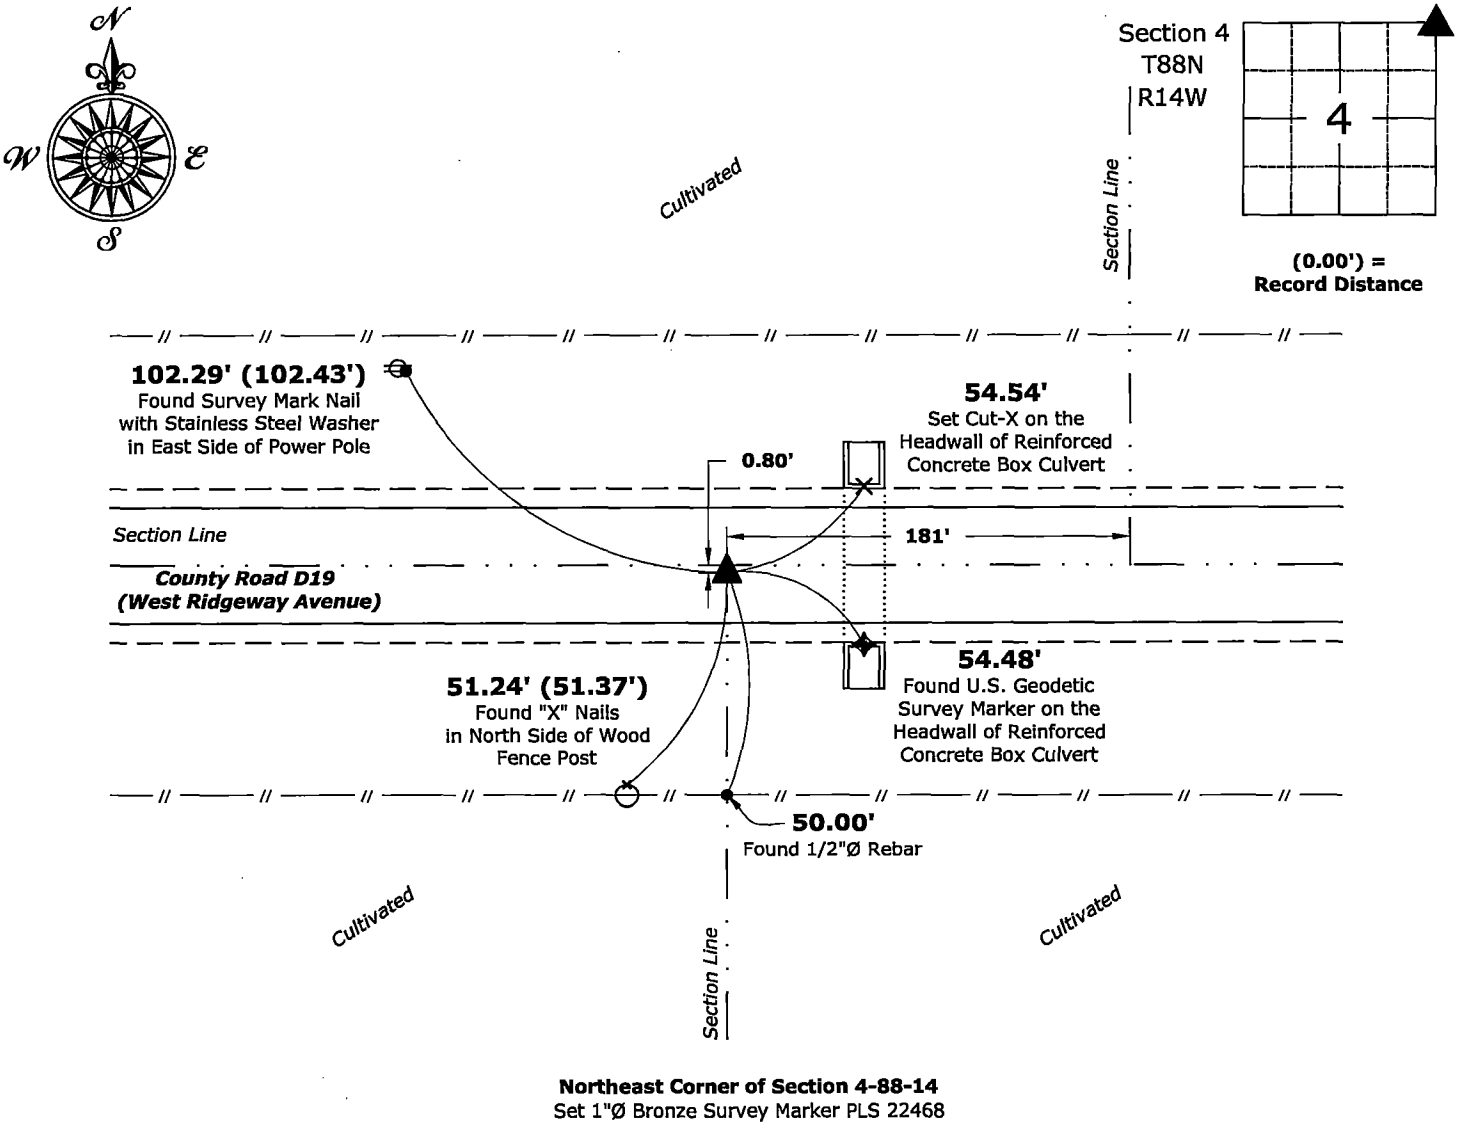 N
W
E
S
Section 4
T88N
R14W
4
(0.00') =
Record Distance
Cultivated
Section Line
102.29' (102.43')
Found Survey Mark Nail
with Stainless Steel Washer
in East Side of Power Pole
54.54'
Set Cut-X on the
Headwall of Reinforced
Concrete Box Culvert
0.80'
181'
Section Line
County Road D19
(West Ridgeway Avenue)
51.24' (51.37')
Found "X" Nails
in North Side of Wood
Fence Post
54.48'
Found U.S. Geodetic
Survey Marker on the
Headwall of Reinforced
Concrete Box Culvert
50.00'
Found 1/2"Ø Rebar
Cultivated
Cultivated
Section Line
Northeast Corner of Section 4-88-14
Set 1"Ø Bronze Survey Marker PLS 22468